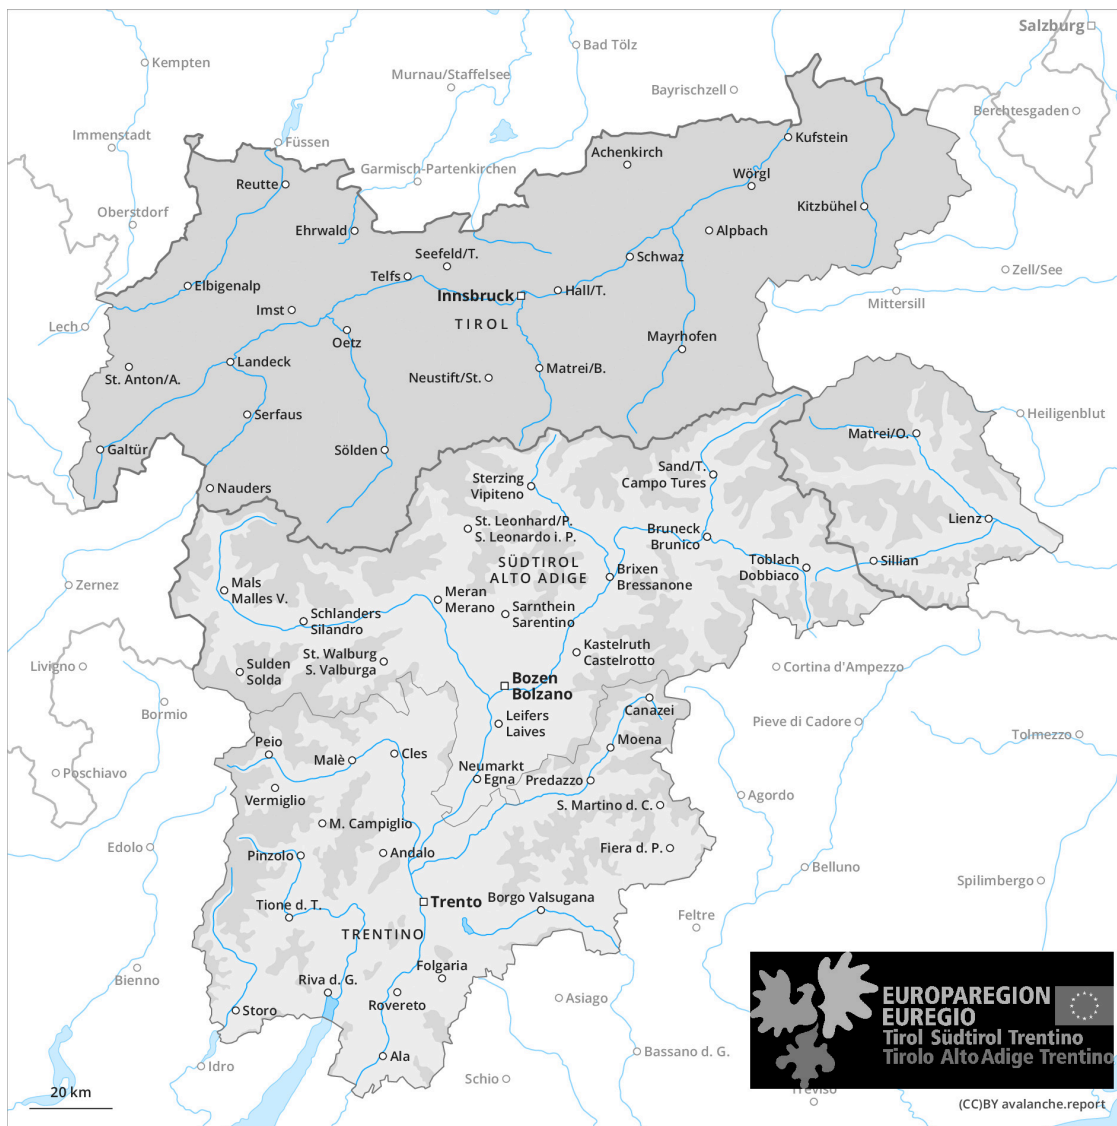 Salzburg
Bad Tölz
Kempten
Murnau/Staffelsee
Bayrischzell
Berchtesgaden
Immenstadt
Füssen
Kufstein
Achenkirch
Garmisch-Partenkirchen
Wörgl
Reutte
Kitzbühel
Oberstdorf
Ehrwald
Alpbach
Seefeld/T.
Schwaz
Zell/See
Telfs
Elbigenalp
Hall/T.
Innsbruck
Mittersill
Imst
TIROL
Lech
Oetz
Mayrhofen
Landeck
Matrei/B.
St. Anton/A.
Neustift/St.
Serfaus
Heiligenblut
Matrei/O.
Galtür
Sölden
Sand/T.
Campo Tures
Sterzing
Vipiteno
Nauders
Lienz
St. Leonhard/P.
S. Leonardo i. P.
Bruneck
Brunico
SÜDTIROL
ALTO ADIGE
Toblach
Dobbiaco
Sillian
Brixen
Bressanone
Zernez
Mals
Malles V.
Meran
Merano
Schlanders
Silandro
Sarnthein
Sarentino
Kastelruth
Castelrotto
St. Walburg
S. Valburga
Livigno
Sulden
Solda
Cortina d'Ampezzo
Bozen
Bolzano
Bormio
Canazei
Leifers
Laives
Pieve di Cadore
Tolmezzo
Peio
Moena
Malè
Cles
Poschiavo
Neumarkt
Egna
Predazzo
Vermiglio
Agordo
S. Martino d. C.
M. Campiglio
Edolo
Pinzolo
Andalo
Fiera d. P.
Belluno
Spilimbergo
Tione d. T.
Trento
Borgo Valsugana
Feltre
TRENTINO
Bienno
Folgaria
Riva d. G.
Rovereto
Storo
Asiago
EUROPAREGION
EUREGIO
Tirol Südtirol Trentino
Tirolo Alto Adige Trentino
Ala
Bassano d. G.
Idro
Schio
Treviso
20 km
(CC)BY avalanche.report